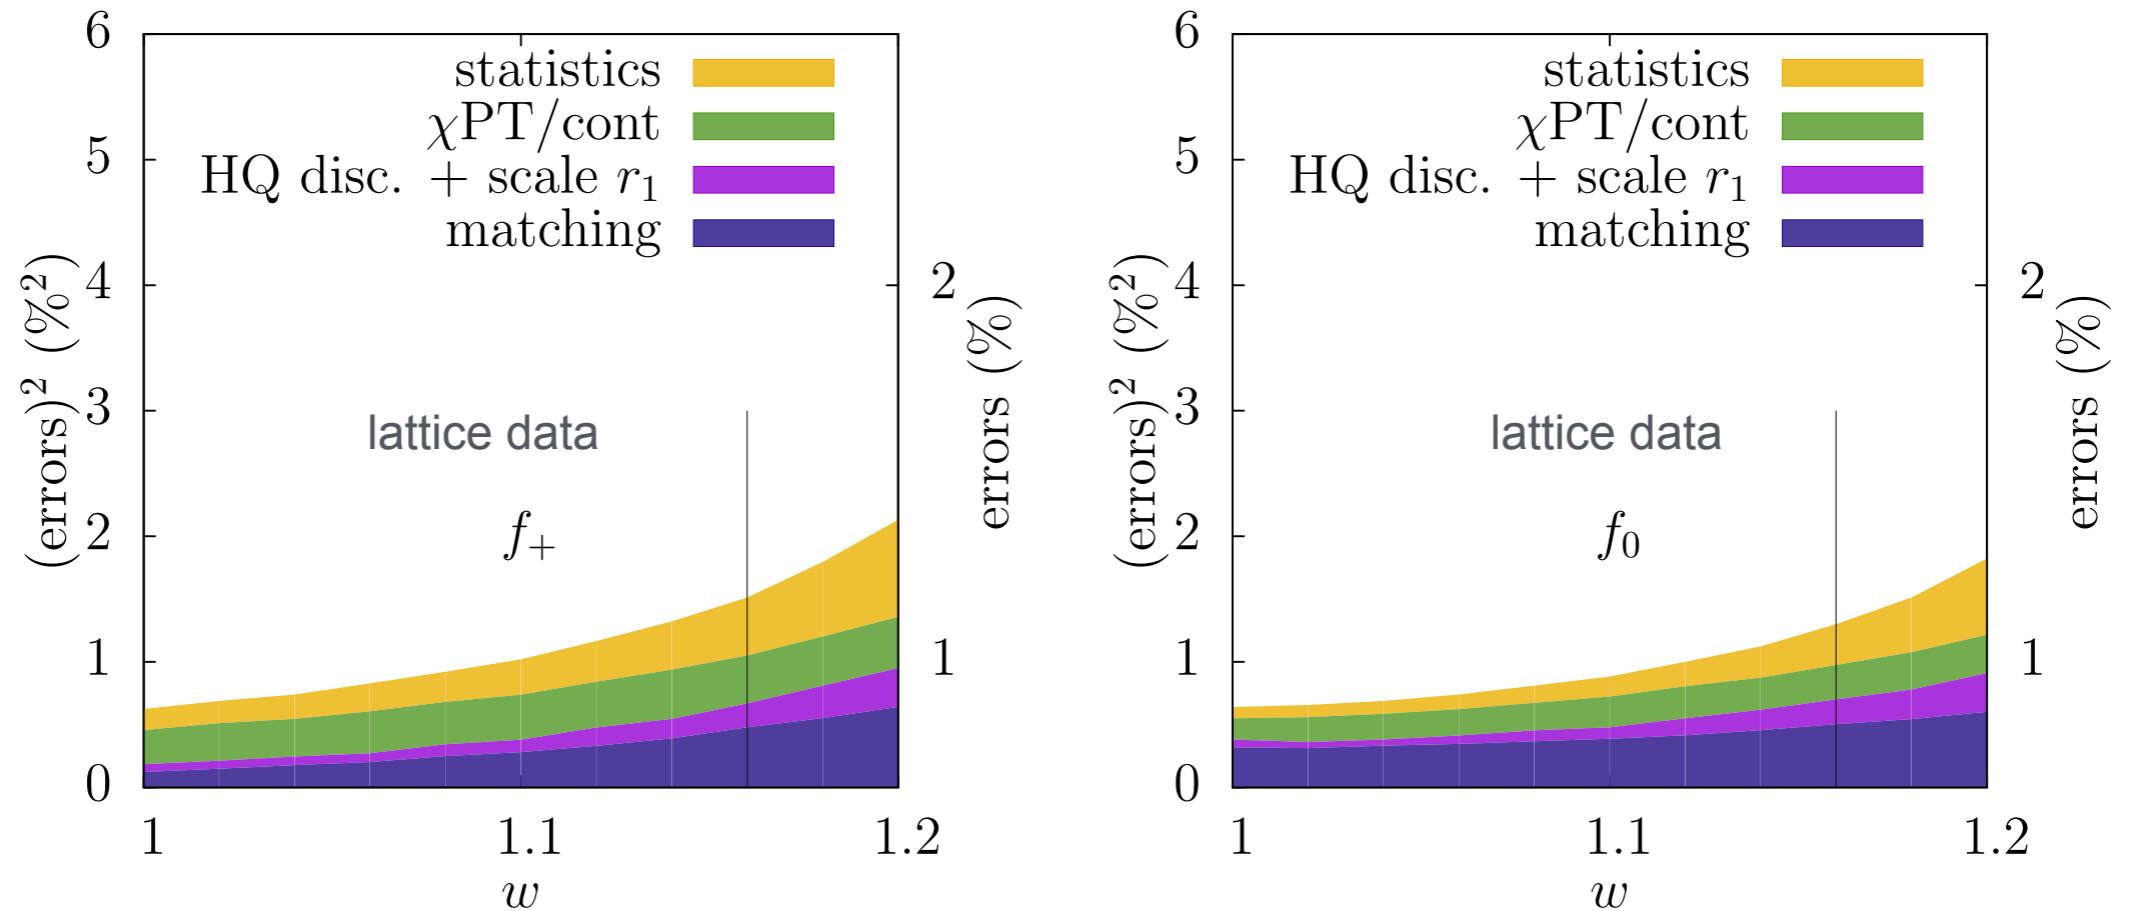 6
statistics
χPT/cont
5
HQ disc. + scale r₁
matching
4
2
(errors)² (%²)
errors (%)
3
lattice data
f₊
2
1
1
0
1
1.1
1.2
w
6
statistics
χPT/cont
5
HQ disc. + scale r₁
matching
4
2
(errors)² (%²)
errors (%)
3
lattice data
f₀
2
1
1
0
1
1.1
1.2
w